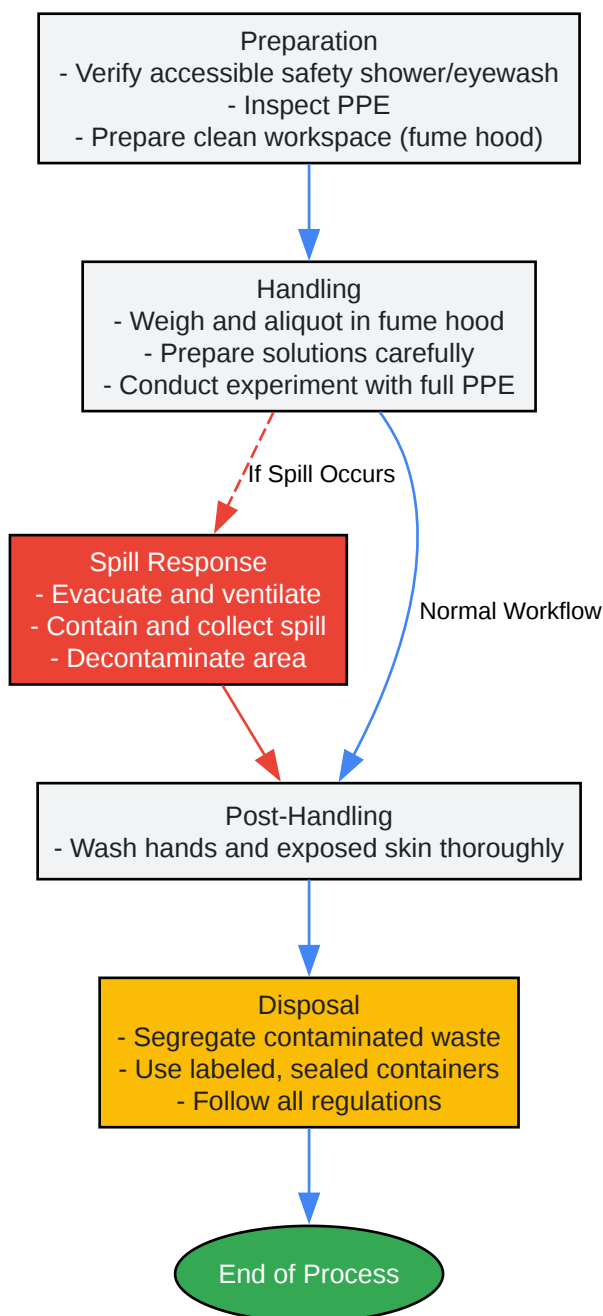 Preparation
- Verify accessible safety shower/eyewash
- Inspect PPE
- Prepare clean workspace (fume hood)
Handling
- Weigh and aliquot in fume hood
- Prepare solutions carefully
- Conduct experiment with full PPE
If Spill Occurs
Spill Response
- Evacuate and ventilate
- Contain and collect spill
- Decontaminate area
Normal Workflow
Post-Handling
- Wash hands and exposed skin thoroughly
Disposal
- Segregate contaminated waste
- Use labeled, sealed containers
- Follow all regulations
End of Process